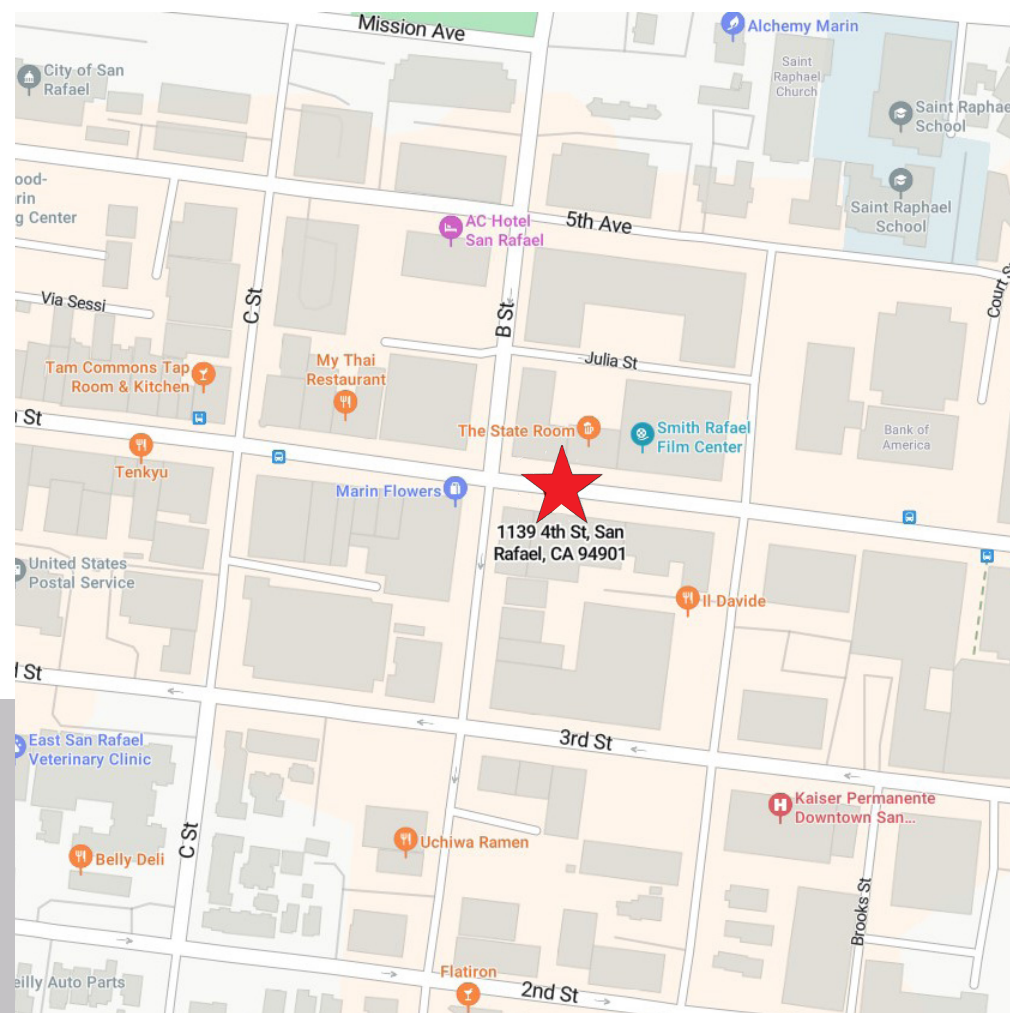 Mission Ave
Alchemy Marin
City of San
Rafael
Saint
Raphael
Church
Saint Raphae
School
ood-
arin
g Center
Saint Raphael
School
AC Hotel
San Rafael
5th Ave
Via Sessi
C St
B St
Court S
Julia St
My Thai
Restaurant
Tam Commons Tap
Room & Kitchen
St
The State Room
Smith Rafael
Film Center
Bank of
America
Tenkyu
Marin Flowers
1139 4th St, San
Rafael, CA 94901
United States
Postal Service
Il Davide
St
3rd St
East San Rafael
Veterinary Clinic
Kaiser Permanente
Downtown San...
C St
Uchiwa Ramen
Belly Deli
Brooks St
eilly Auto Parts
Flatiron
2nd St